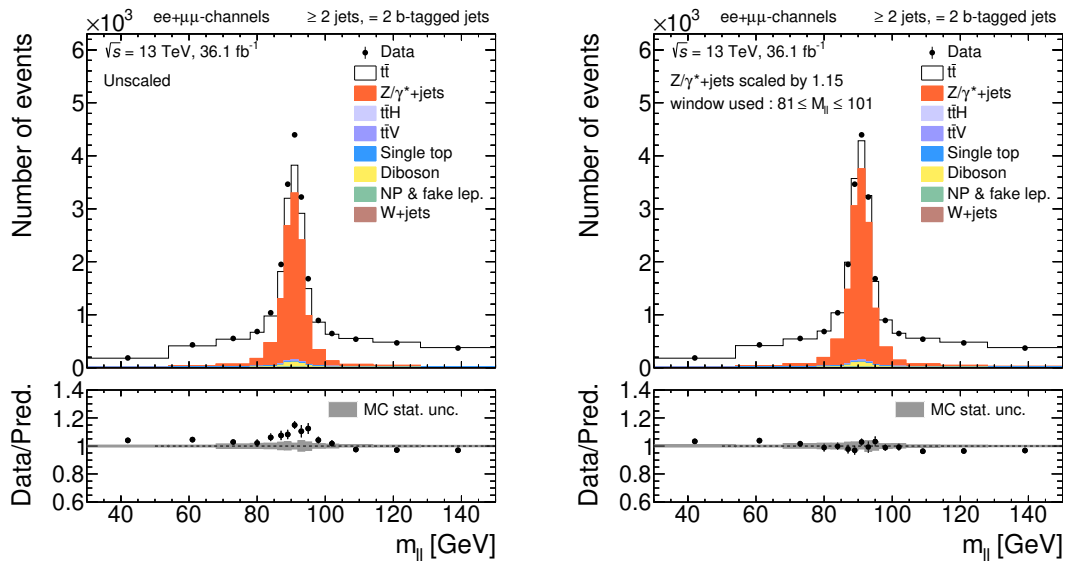 ee+μμ-channels ≥ 2 jets, = 2 b-tagged jets
×10³
Number of events
√s = 13 TeV, 36.1 fb⁻¹
Unscaled
Data
tt̄
Z/γ*+jets
tt̄H
tt̄V
Single top
Diboson
NP & fake lep.
W+jets
6
5
4
3
2
1
0
Data/Pred.
MC stat. unc.
1.4
1.2
1
0.8
0.6
40 60 80 100 120 140
m_ll [GeV]
ee+μμ-channels ≥ 2 jets, = 2 b-tagged jets
×10³
Number of events
√s = 13 TeV, 36.1 fb⁻¹
Z/γ*+jets scaled by 1.15
window used : 81 ≤ M_ll ≤ 101
Data
tt̄
Z/γ*+jets
tt̄H
tt̄V
Single top
Diboson
NP & fake lep.
W+jets
6
5
4
3
2
1
0
Data/Pred.
MC stat. unc.
1.4
1.2
1
0.8
0.6
40 60 80 100 120 140
m_ll [GeV]